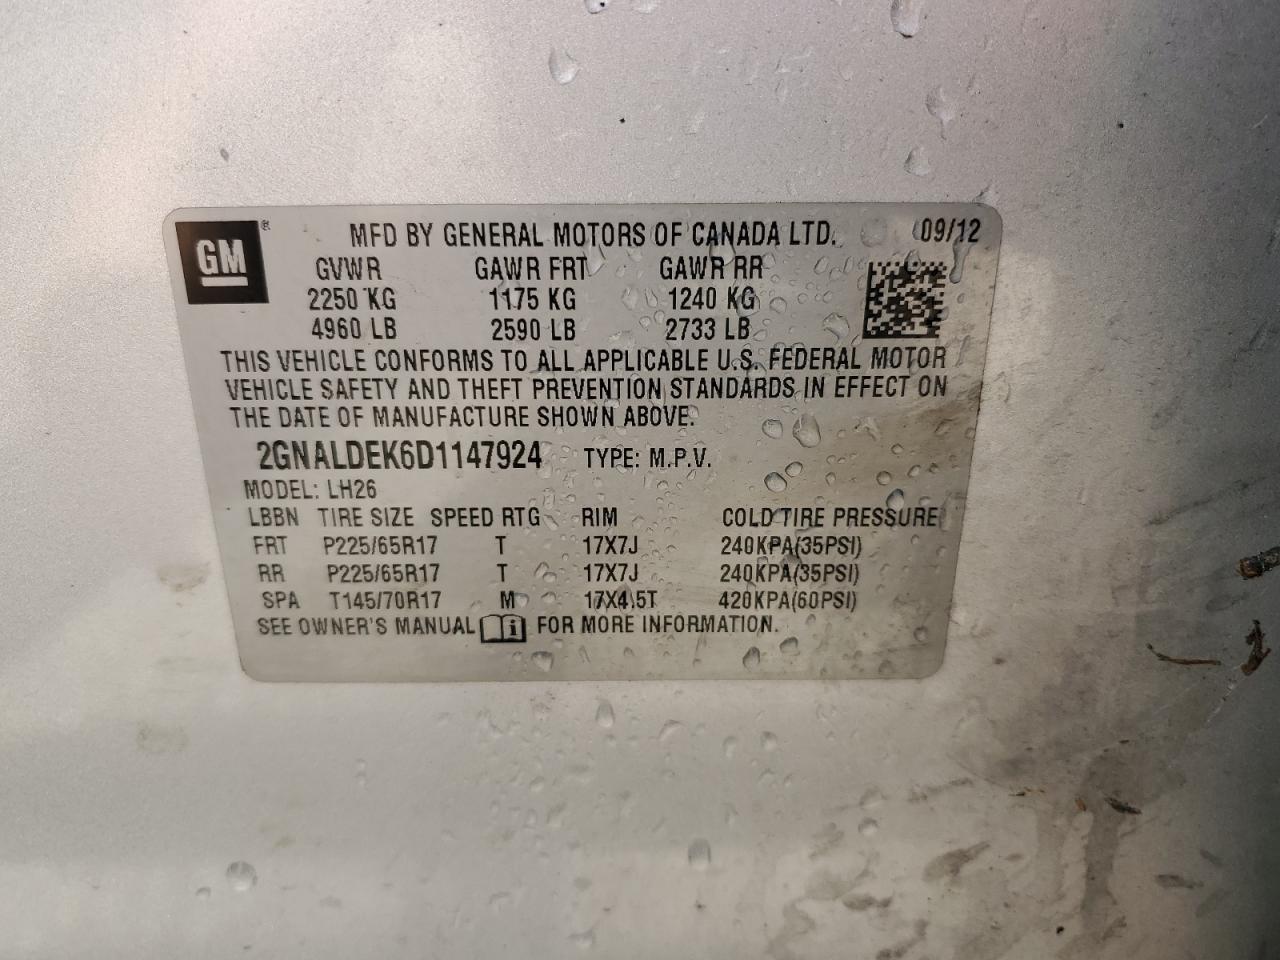 GM® MFD BY GENERAL MOTORS OF CANADA LTD. 09/12
GVWR GAWR FRT GAWR RR
2250 KG 1175 KG 1240 KG
4960 LB 2590 LB 2733 LB
THIS VEHICLE CONFORMS TO ALL APPLICABLE U.S. FEDERAL MOTOR
VEHICLE SAFETY AND THEFT PREVENTION STANDARDS IN EFFECT ON
THE DATE OF MANUFACTURE SHOWN ABOVE.
2GNALDEK6D1147924 TYPE: M.P.V.
MODEL: LH26
LBBN TIRE SIZE SPEED RTG RIM COLD TIRE PRESSURE
FRT P225/65R17 T 17X7J 240KPA(35PSI)
RR P225/65R17 T 17X7J 240KPA(35PSI)
SPA T145/70R17 M 17X4.5T 420KPA(60PSI)
SEE OWNER'S MANUAL i FOR MORE INFORMATION.